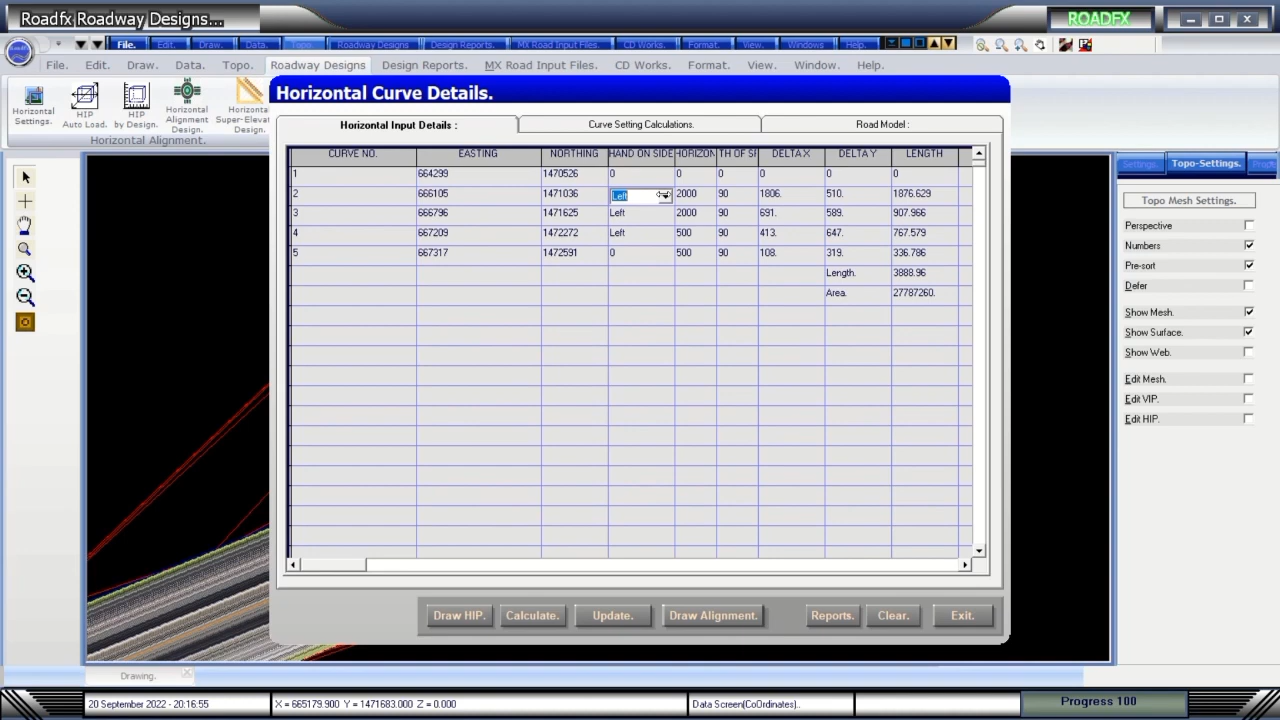 Roadfx Roadway Designs...
ROADFX
File. Edit. Draw. Data. Topo. Roadway Designs Design Reports. MX Road Input Files. CD Works. Format. View. Windows Help.
File. Edit. Draw. Data. Topo. Roadway Designs Design Reports. MX Road Input Files. CD Works. Format. View. Window. Help.
Horizontal Settings.
HIP Auto Load.
HIP by Design.
Horizontal Alignment Design.
Horizonta Super-Elevat Design.
Horizontal Alignment.
Horizontal Curve Details.
Horizontal Input Details :
Curve Setting Calculations.
Road Model :
CURVE NO. EASTING NORTHING HAND ON SIDE HORIZON TH OF SP DELTA X DELTA Y LENGTH
1 664299 1470526 0 0 0 0 0 0
2 666105 1471036 Left 2000 90 1806. 510. 1876.629
3 666796 1471625 Left 2000 90 691. 589. 907.966
4 667209 1472272 Left 500 90 413. 647. 767.579
5 667317 1472591 0 500 90 108. 319. 336.786
Length. 3888.96
Area. 27787260.
Draw HIP. Calculate. Update. Draw Alignment. Reports. Clear. Exit.
Settings. Topo-Settings.
Topo Mesh Settings.
Perspective
Numbers
Pre-sort
Defer
Show Mesh.
Show Surface.
Show Web.
Edit Mesh.
Edit VIP.
Edit HIP.
Drawing.
20 September 2022 - 20:16:55
X = 665179.900 Y = 1471683.000 Z = 0.000
Data Screen(CoOrdinates)..
Progress 100